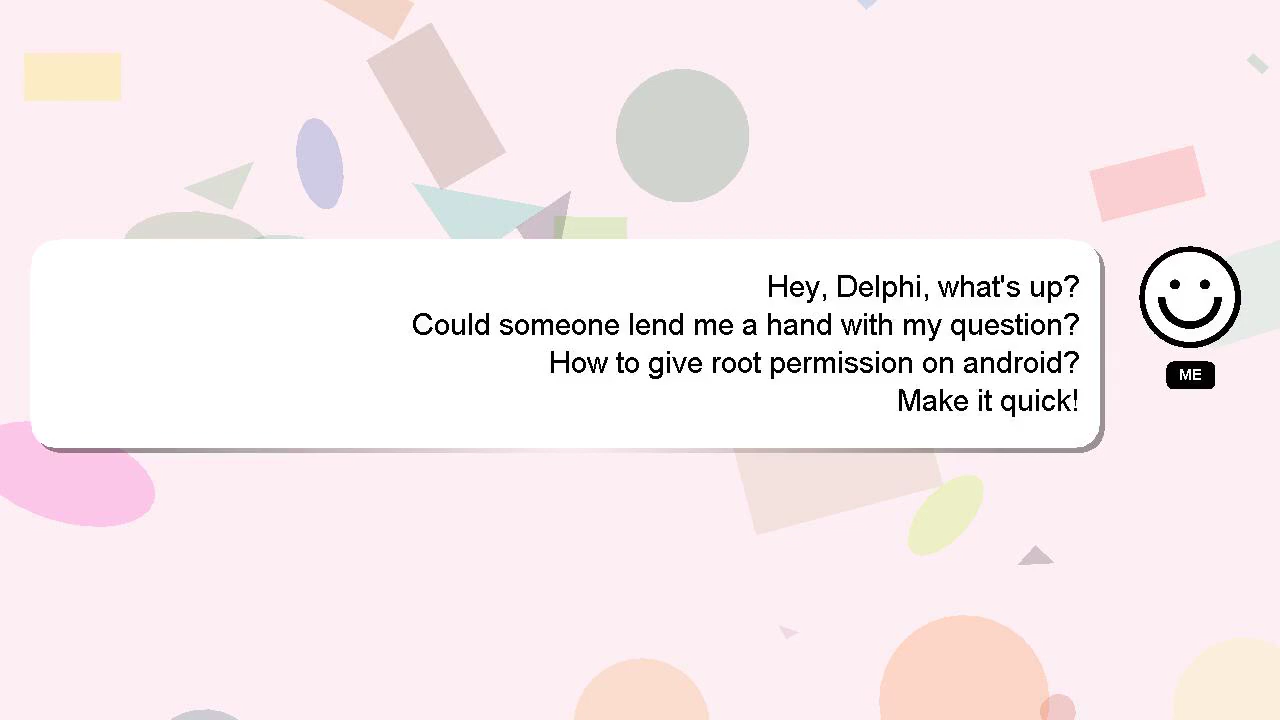 Hey, Delphi, what's up?
Could someone lend me a hand with my question?
How to give root permission on android?
Make it quick!
ME